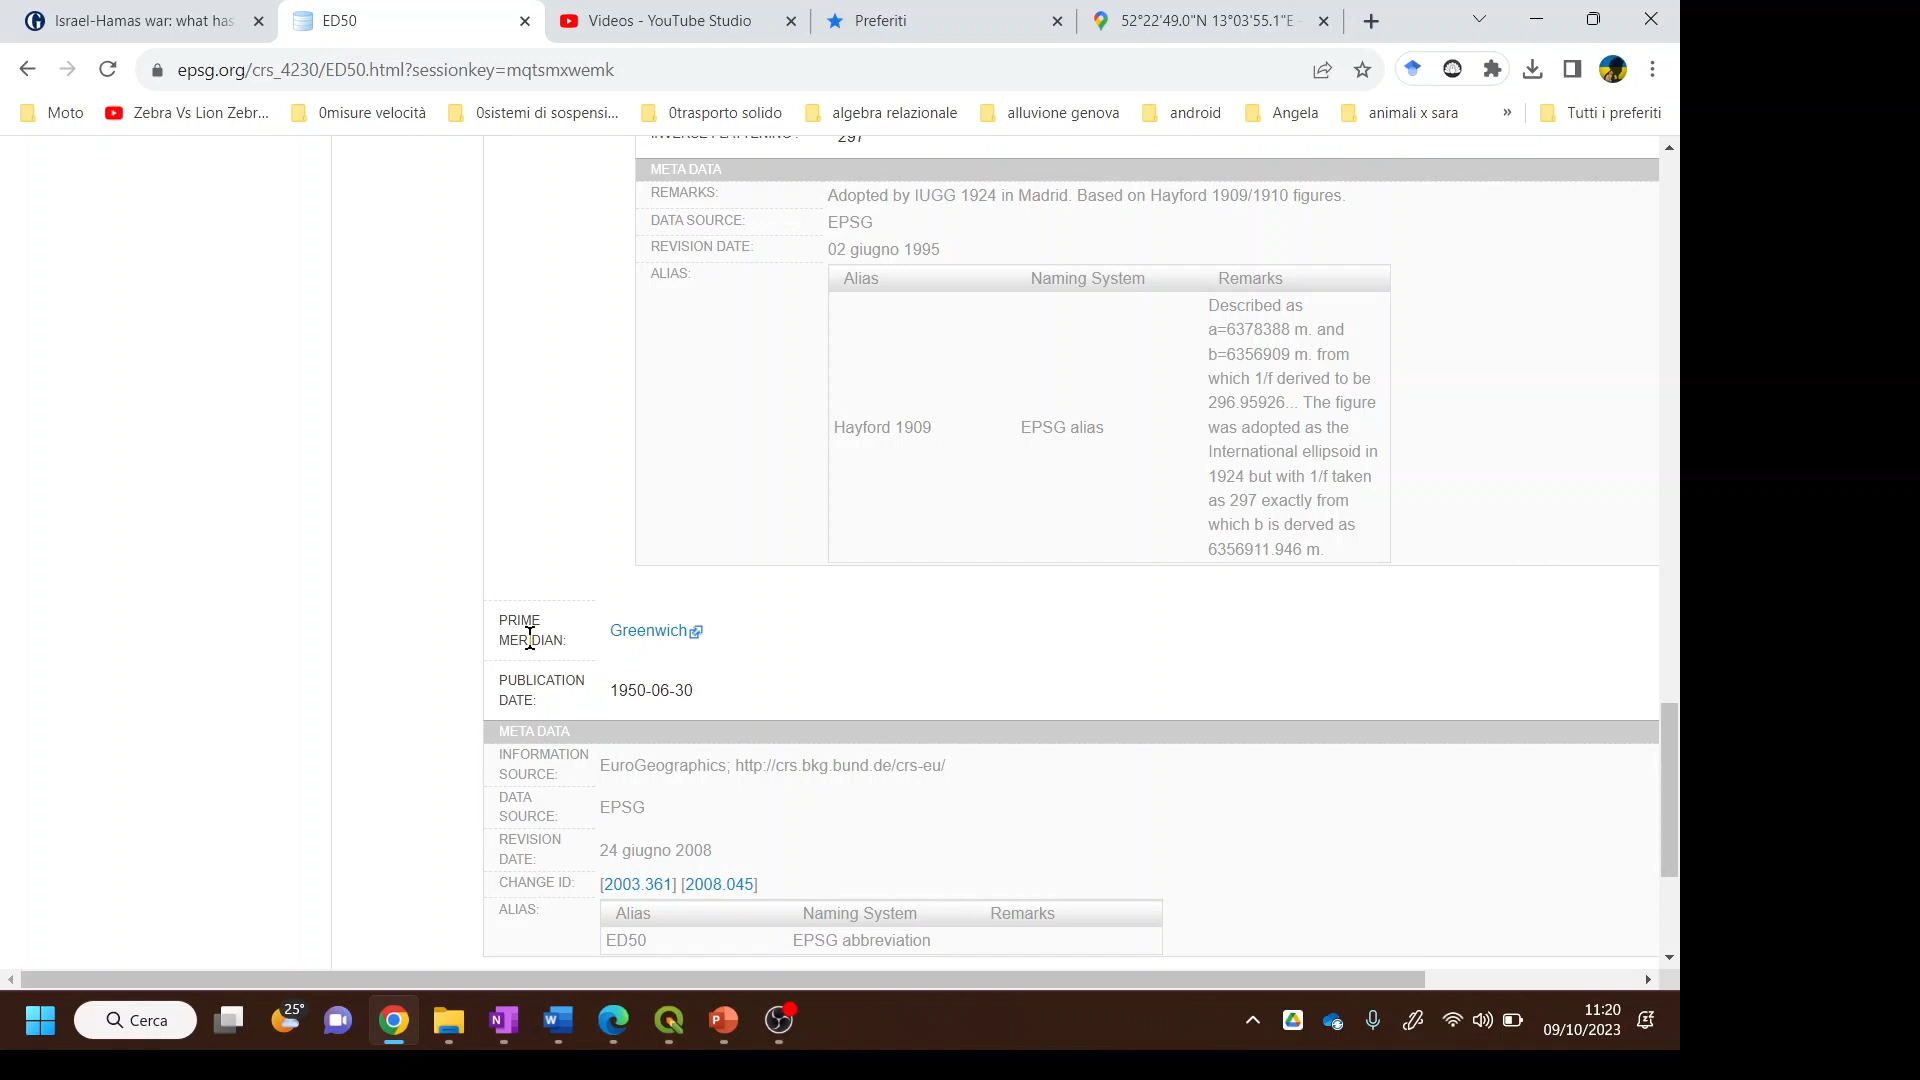 Israel-Hamas war: what has
ED50
Videos - YouTube Studio
Preferiti
52°22'49.0"N 13°03'55.1"E
epsg.org/crs_4230/ED50.html?sessionkey=mqtsmxwemk
Moto
Zebra Vs Lion Zebr...
0misure velocità
0sistemi di sospensi...
0trasporto solido
algebra relazionale
alluvione genova
android
Angela
animali x sara
»
Tutti i preferiti
INVERSE FLATTENING :
297
META DATA
REMARKS:
Adopted by IUGG 1924 in Madrid. Based on Hayford 1909/1910 figures.
DATA SOURCE:
EPSG
REVISION DATE:
02 giugno 1995
ALIAS:
Alias Naming System Remarks
Hayford 1909
EPSG alias
Described as
a=6378388 m. and
b=6356909 m. from
which 1/f derived to be
296.95926... The figure
was adopted as the
International ellipsoid in
1924 but with 1/f taken
as 297 exactly from
which b is derved as
6356911.946 m.
PRIME
MERIDIAN:
Greenwich
PUBLICATION
DATE:
1950-06-30
META DATA
INFORMATION
SOURCE:
EuroGeographics; http://crs.bkg.bund.de/crs-eu/
DATA
SOURCE:
EPSG
REVISION
DATE:
24 giugno 2008
CHANGE ID:
[2003.361] [2008.045]
ALIAS:
Alias Naming System Remarks
ED50 EPSG abbreviation
Cerca
25°
11:20
09/10/2023